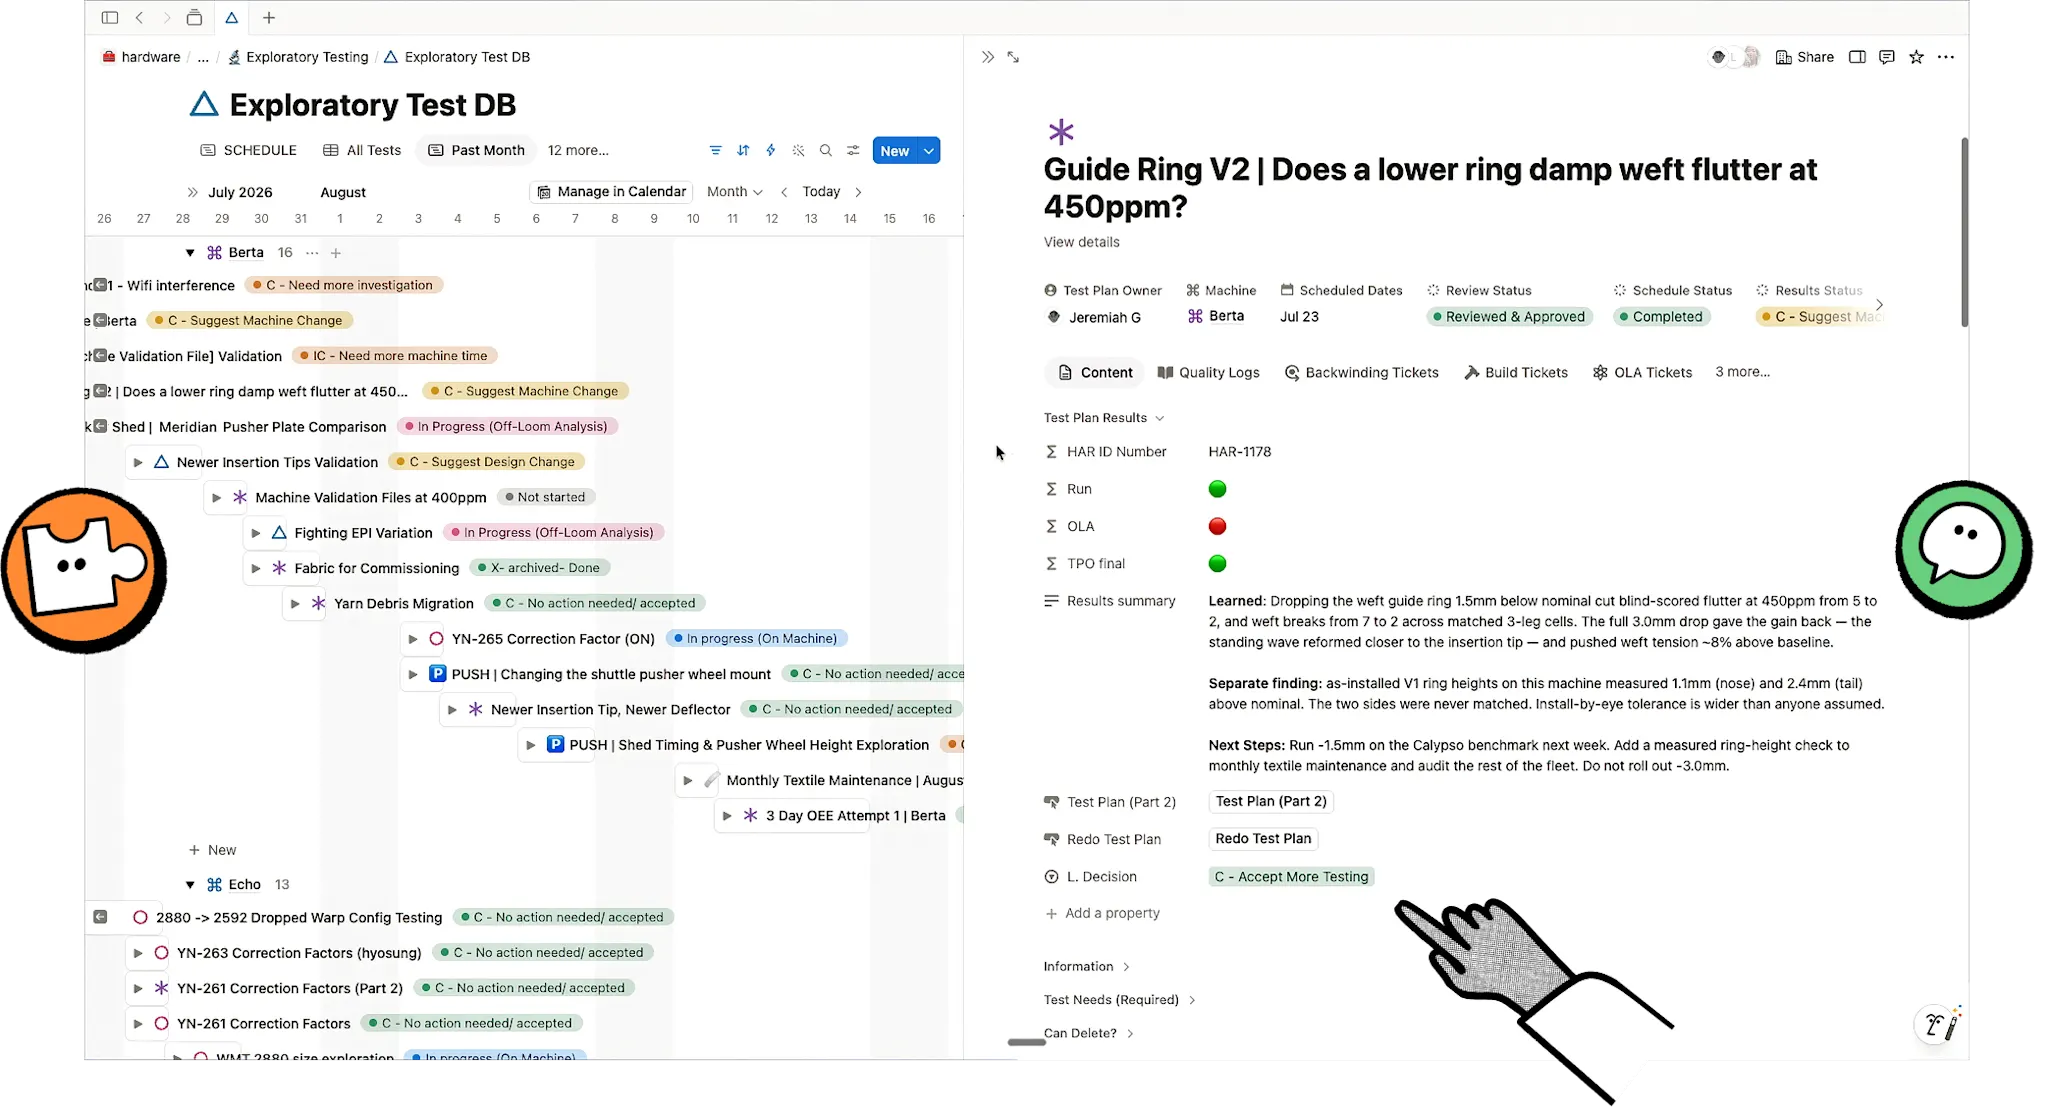 hardware / ... / Exploratory Testing / Exploratory Test DB
Exploratory Test DB
SCHEDULE All Tests Past Month 12 more...
New
July 2026 August Manage in Calendar Month Today
26 27 28 29 30 31 1 2 3 4 5 6 7 8 9 10 11 12 13 14 15 16
Berta 16 ... +
1 - Wifi interference C - Need more investigation
Berta C - Suggest Machine Change
e Validation File] Validation IC - Need more machine time
2 | Does a lower ring damp weft flutter at 450... C - Suggest Machine Change
Shed | Meridian Pusher Plate Comparison In Progress (Off-Loom Analysis)
Newer Insertion Tips Validation C - Suggest Design Change
Machine Validation Files at 400ppm Not started
Fighting EPI Variation In Progress (Off-Loom Analysis)
Fabric for Commissioning X- archived- Done
Yarn Debris Migration C - No action needed/ accepted
YN-265 Correction Factor (ON) In progress (On Machine)
PUSH | Changing the shuttle pusher wheel mount C - No action needed/ acce
Newer Insertion Tip, Newer Deflector C - No action needed/ accepted
PUSH | Shed Timing & Pusher Wheel Height Exploration
Monthly Textile Maintenance | Augus
3 Day OEE Attempt 1 | Berta
+ New
Echo 13
2880 -> 2592 Dropped Warp Config Testing C - No action needed/ accepted
YN-263 Correction Factors (hyosung) C - No action needed/ accepted
YN-261 Correction Factors (Part 2) C - No action needed/ accepted
YN-261 Correction Factors C - No action needed/ accepted
WMT 2880 size exploration In progress (On Machine)
Share
Guide Ring V2 | Does a lower ring damp weft flutter at
450ppm?
View details
Test Plan Owner Machine Scheduled Dates Review Status Schedule Status Results Status
Jeremiah G Berta Jul 23 Reviewed & Approved Completed C - Suggest Mac
Content Quality Logs Backwinding Tickets Build Tickets OLA Tickets 3 more...
Test Plan Results
HAR ID Number HAR-1178
Run
OLA
TPO final
Results summary Learned: Dropping the weft guide ring 1.5mm below nominal cut blind-scored flutter at 450ppm from 5 to
2, and weft breaks from 7 to 2 across matched 3-leg cells. The full 3.0mm drop gave the gain back — the
standing wave reformed closer to the insertion tip — and pushed weft tension ~8% above baseline.
Separate finding: as-installed V1 ring heights on this machine measured 1.1mm (nose) and 2.4mm (tail)
above nominal. The two sides were never matched. Install-by-eye tolerance is wider than anyone assumed.
Next Steps: Run -1.5mm on the Calypso benchmark next week. Add a measured ring-height check to
monthly textile maintenance and audit the rest of the fleet. Do not roll out -3.0mm.
Test Plan (Part 2) Test Plan (Part 2)
Redo Test Plan Redo Test Plan
L. Decision C - Accept More Testing
+ Add a property
Information
Test Needs (Required)
Can Delete?